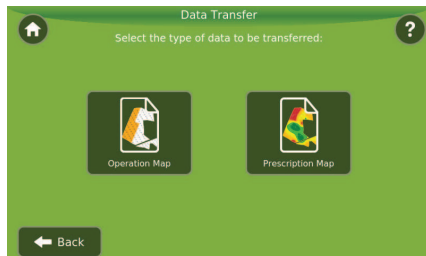 Data Transfer
?
Select the type of data to be transferred:
Operation Map
Prescription Map
Back